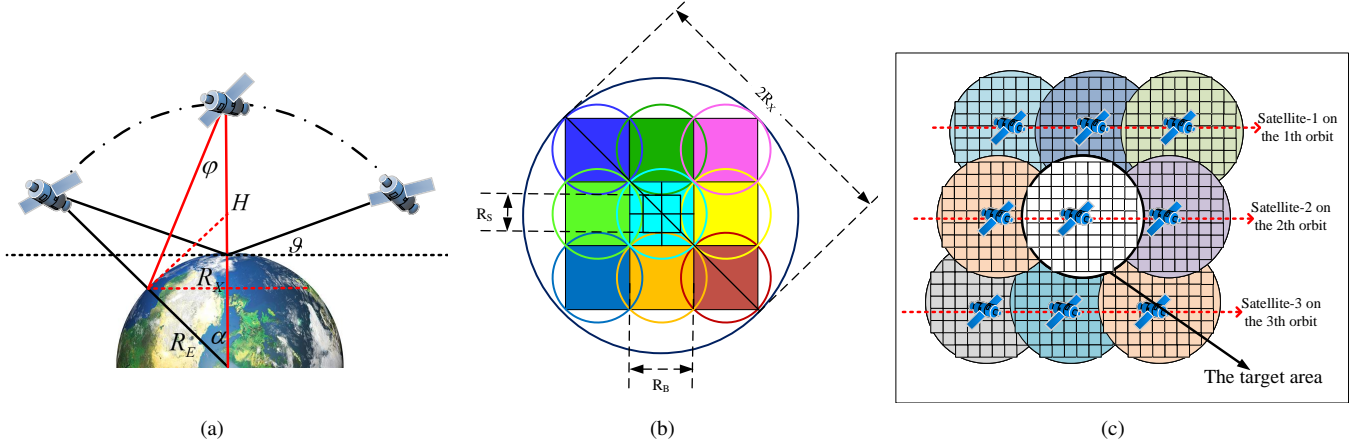 φ
H
ϑ
R_X
R_E
α
(a)
2R_X
R_S
R_B
(b)
Satellite-1 on
the 1th orbit
Satellite-2 on
the 2th orbit
Satellite-3 on
the 3th orbit
The target area
(c)